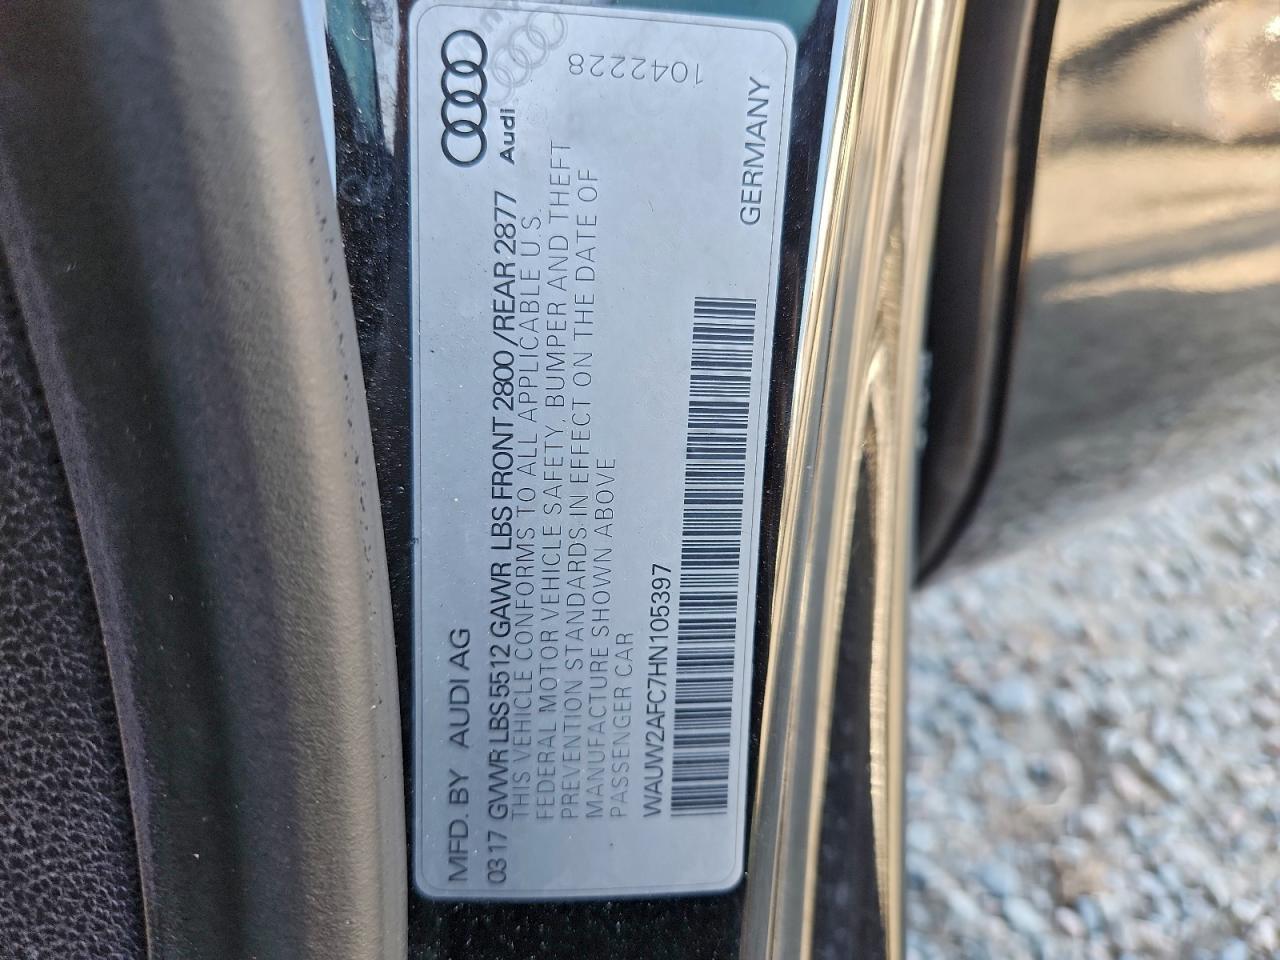 MFD. BY AUDI AG
0317 GVWR LBS 5512 GAWR LBS FRONT 2800 /REAR 2877
THIS VEHICLE CONFORMS TO ALL APPLICABLE U.S.
FEDERAL MOTOR VEHICLE SAFETY, BUMPER AND THEFT
PREVENTION STANDARDS IN EFFECT ON THE DATE OF
MANUFACTURE SHOWN ABOVE
PASSENGER CAR
WAUW2AFC7HN105397
Audi
1042228
GERMANY